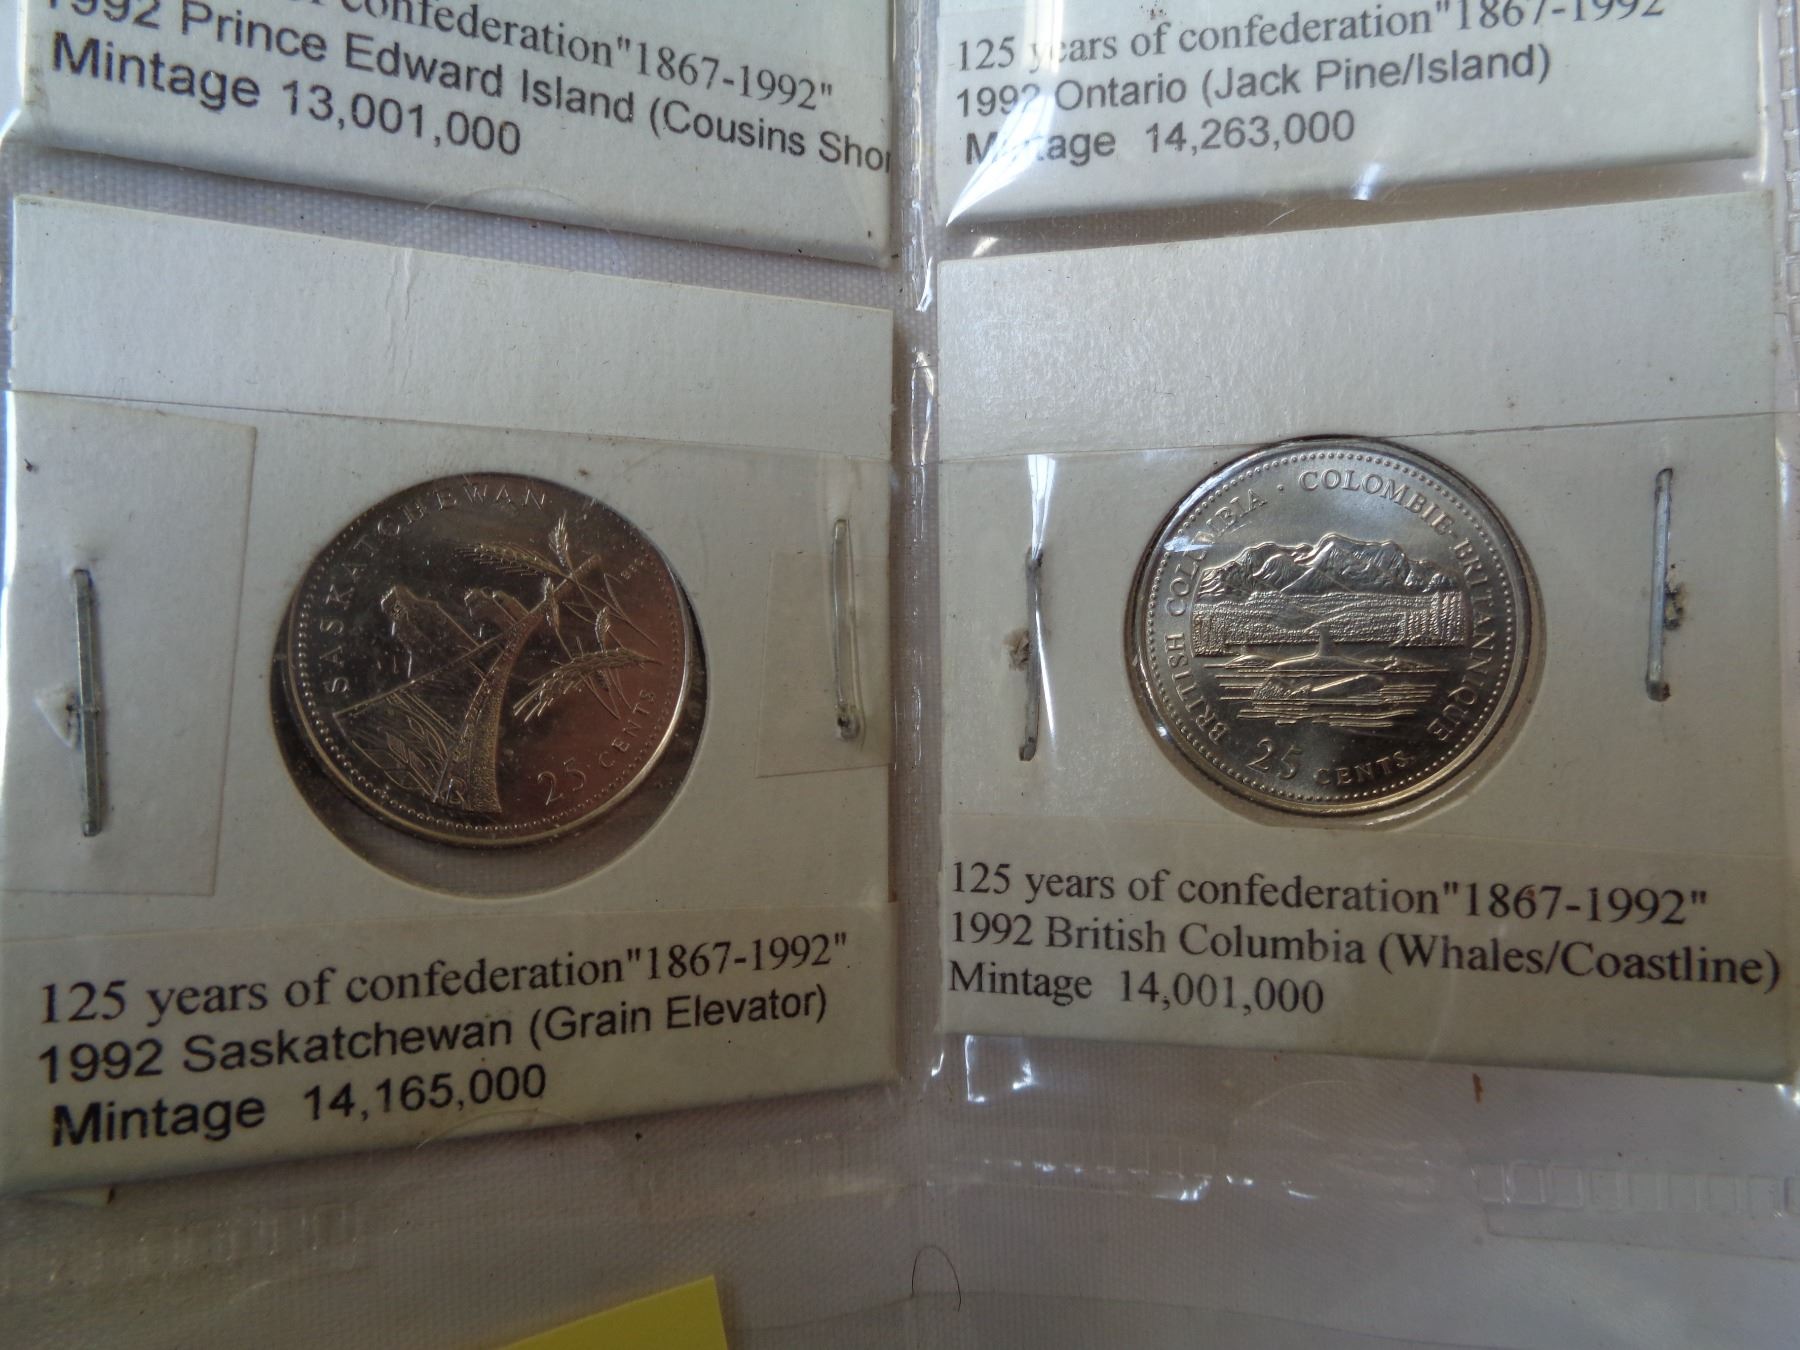 confederation"1867-1992"
1992 Prince Edward Island (Cousins Shor
Mintage 13,001,000
125 years of confederation"1867-1992
1992 Ontario (Jack Pine/Island)
Mintage 14,263,000
SASKATCHEWAN
25 CENTS
125 years of confederation"1867-1992"
1992 Saskatchewan (Grain Elevator)
Mintage 14,165,000
BRITISH COLUMBIA · COLOMBIE-BRITANNIQUE
25 CENTS
125 years of confederation"1867-1992"
1992 British Columbia (Whales/Coastline)
Mintage 14,001,000